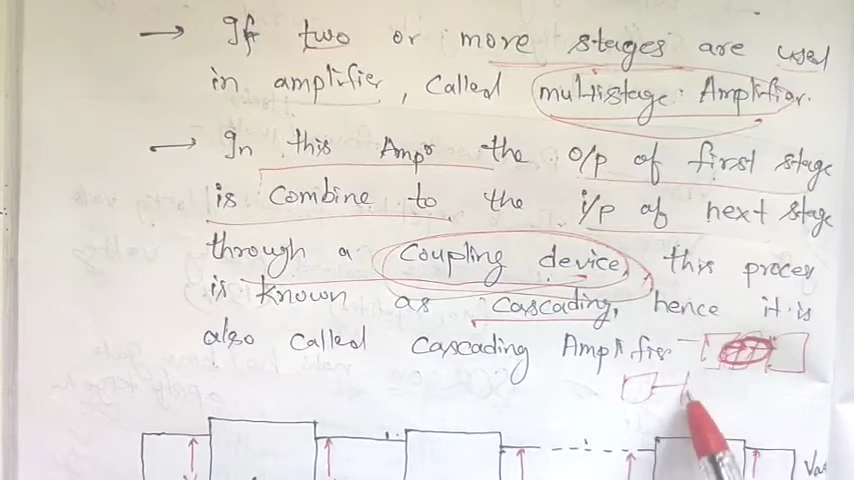 → If two or more stages are used
in amplifier, Called multistage Amplifier.
→ In this Ampr the o/p of first stage
is combine to the i/p of next stage
through a coupling device, this proces
is known as cascading, hence it is
also called cascading Amplifier